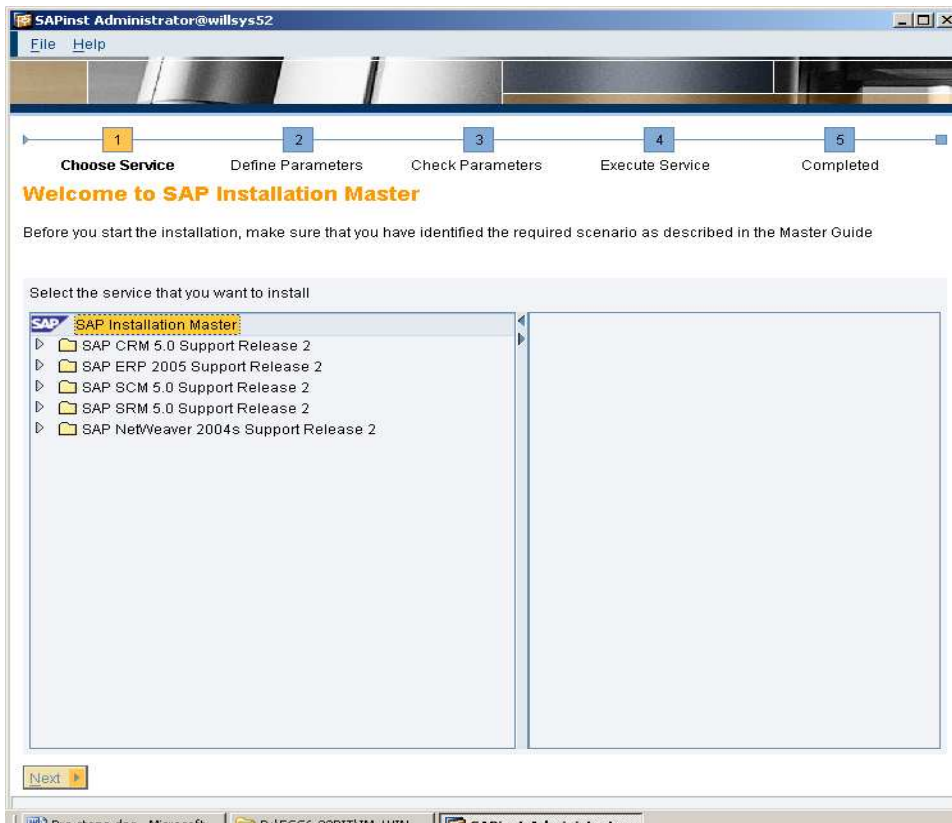 SAPinst Administrator@willsys52
File Help
1 2 3 4 5
Choose Service Define Parameters Check Parameters Execute Service Completed
Welcome to SAP Installation Master
Before you start the installation, make sure that you have identified the required scenario as described in the Master Guide
Select the service that you want to install
SAP SAP Installation Master
SAP CRM 5.0 Support Release 2
SAP ERP 2005 Support Release 2
SAP SCM 5.0 Support Release 2
SAP SRM 5.0 Support Release 2
SAP NetWeaver 2004s Support Release 2
Next